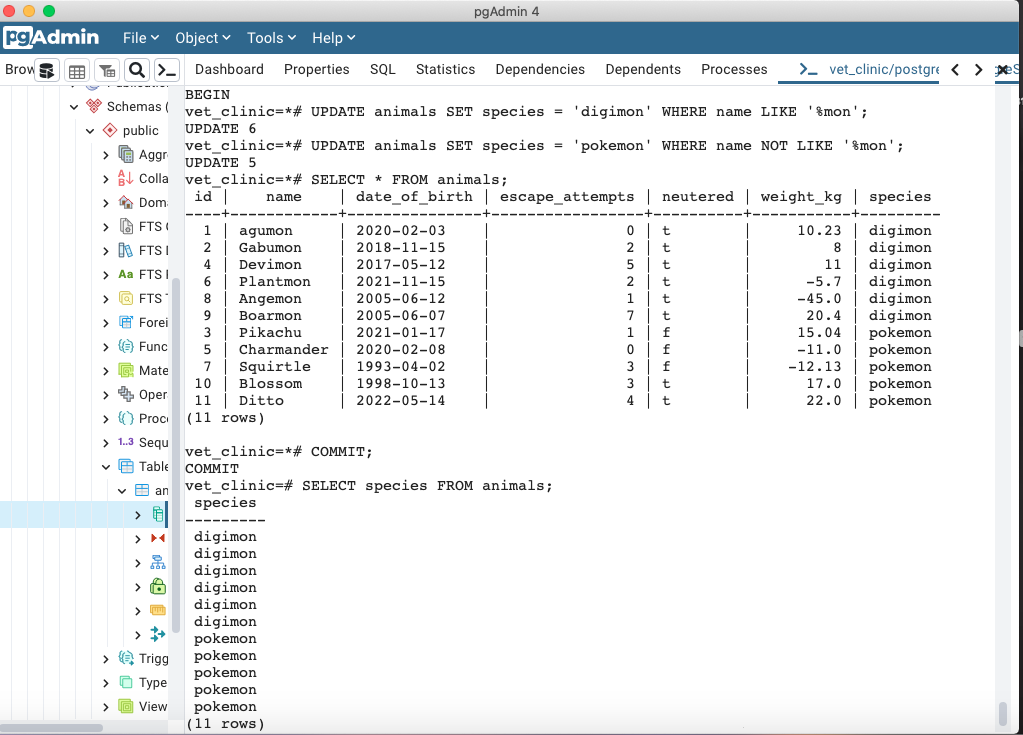 pgAdmin 4
pgAdmin File Object Tools Help
Brow Dashboard Properties SQL Statistics Dependencies Dependents Processes vet_clinic/postgre
Schemas (
public
Aggr
Colla
Doma
FTS C
FTS
FTS
FTS
Forei
Func
Mate
Oper
Proc
1..3 Sequ
Table
an
Trigg
Type
View
BEGIN
vet_clinic=*# UPDATE animals SET species = 'digimon' WHERE name LIKE '%mon';
UPDATE 6
vet_clinic=*# UPDATE animals SET species = 'pokemon' WHERE name NOT LIKE '%mon';
UPDATE 5
vet_clinic=*# SELECT * FROM animals;
 id |    name    | date_of_birth | escape_attempts | neutered | weight_kg | species
----+------------+---------------+-----------------+----------+-----------+---------
  1 | agumon     | 2020-02-03    |               0 | t        |     10.23 | digimon
  2 | Gabumon    | 2018-11-15    |               2 | t        |         8 | digimon
  4 | Devimon    | 2017-05-12    |               5 | t        |        11 | digimon
  6 | Plantmon   | 2021-11-15    |               2 | t        |      -5.7 | digimon
  8 | Angemon    | 2005-06-12    |               1 | t        |     -45.0 | digimon
  9 | Boarmon    | 2005-06-07    |               7 | t        |      20.4 | digimon
  3 | Pikachu    | 2021-01-17    |               1 | f        |     15.04 | pokemon
  5 | Charmander | 2020-02-08    |               0 | f        |     -11.0 | pokemon
  7 | Squirtle   | 1993-04-02    |               3 | f        |    -12.13 | pokemon
 10 | Blossom    | 1998-10-13    |               3 | t        |      17.0 | pokemon
 11 | Ditto      | 2022-05-14    |               4 | t        |      22.0 | pokemon
(11 rows)
vet_clinic=*# COMMIT;
COMMIT
vet_clinic=# SELECT species FROM animals;
 species
---------
 digimon
 digimon
 digimon
 digimon
 digimon
 digimon
 pokemon
 pokemon
 pokemon
 pokemon
 pokemon
(11 rows)